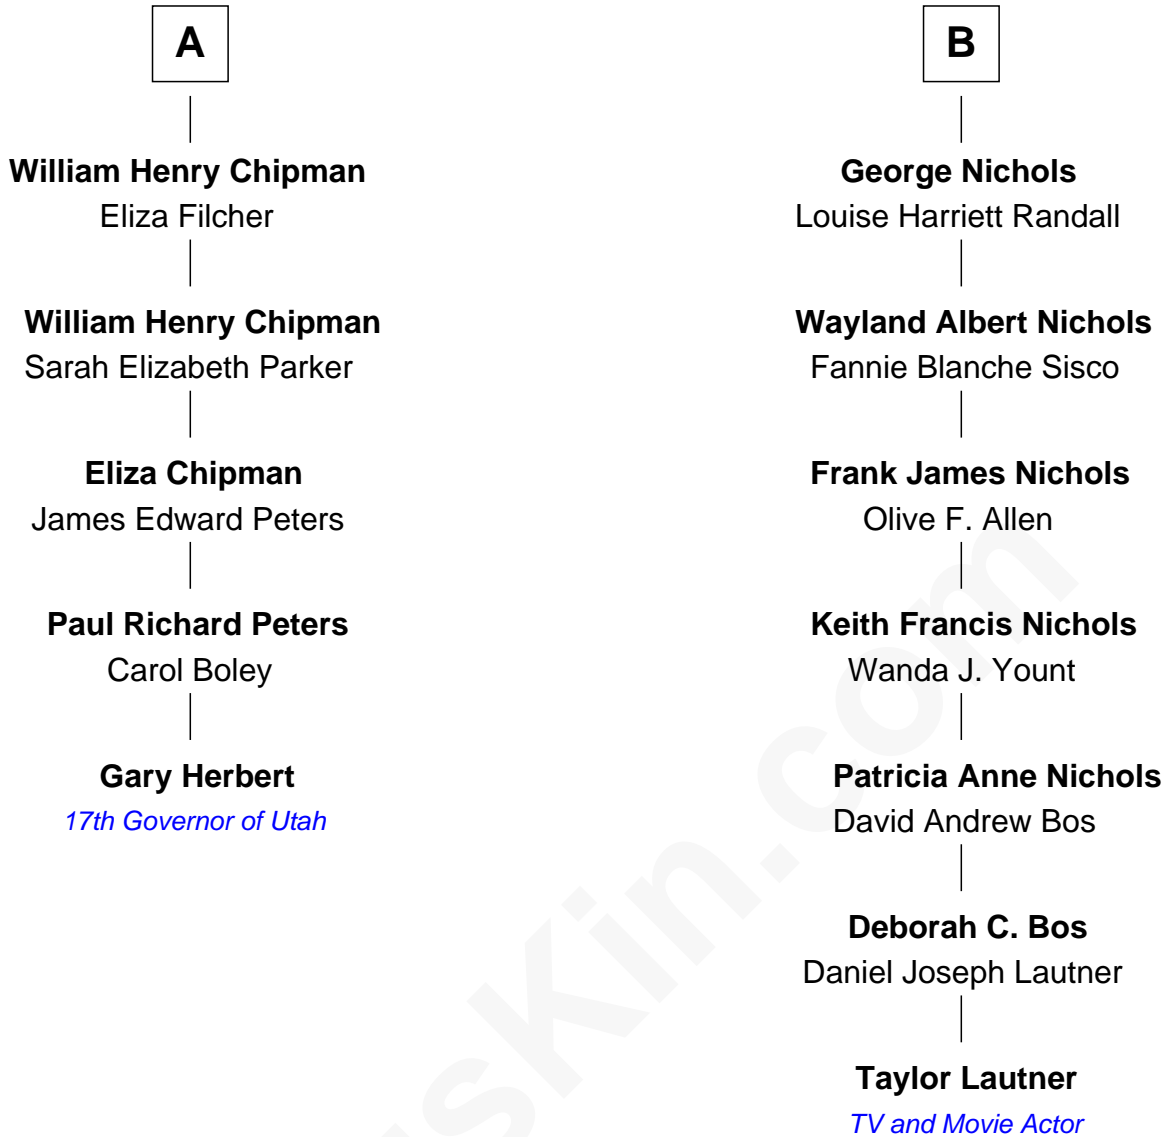 A
William Henry Chipman
Eliza Filcher
William Henry Chipman
Sarah Elizabeth Parker
Eliza Chipman
James Edward Peters
Paul Richard Peters
Carol Boley
Gary Herbert
17th Governor of Utah
B
George Nichols
Louise Harriett Randall
Wayland Albert Nichols
Fannie Blanche Sisco
Frank James Nichols
Olive F. Allen
Keith Francis Nichols
Wanda J. Yount
Patricia Anne Nichols
David Andrew Bos
Deborah C. Bos
Daniel Joseph Lautner
Taylor Lautner
TV and Movie Actor
sKin.com